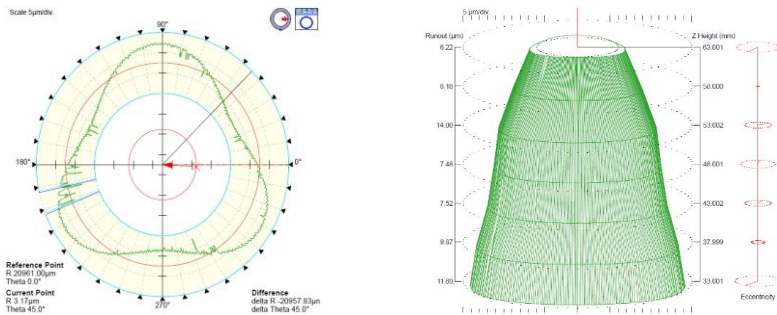 Scale 5µm/div.
90°
180°
0°
270°
Reference Point
R 20961.00µm
Theta 0.0°
Current Point
R 3.17µm
Theta 45.0°
Difference
delta R -20957.83µm
delta Theta 45.0°
5 µm/div
Runout (µm)
Z Height (mm)
6.22
63.001
8.18
58.000
14.00
53.002
7.48
48.001
7.52
43.002
9.87
37.999
11.89
33.001
Eccentricity